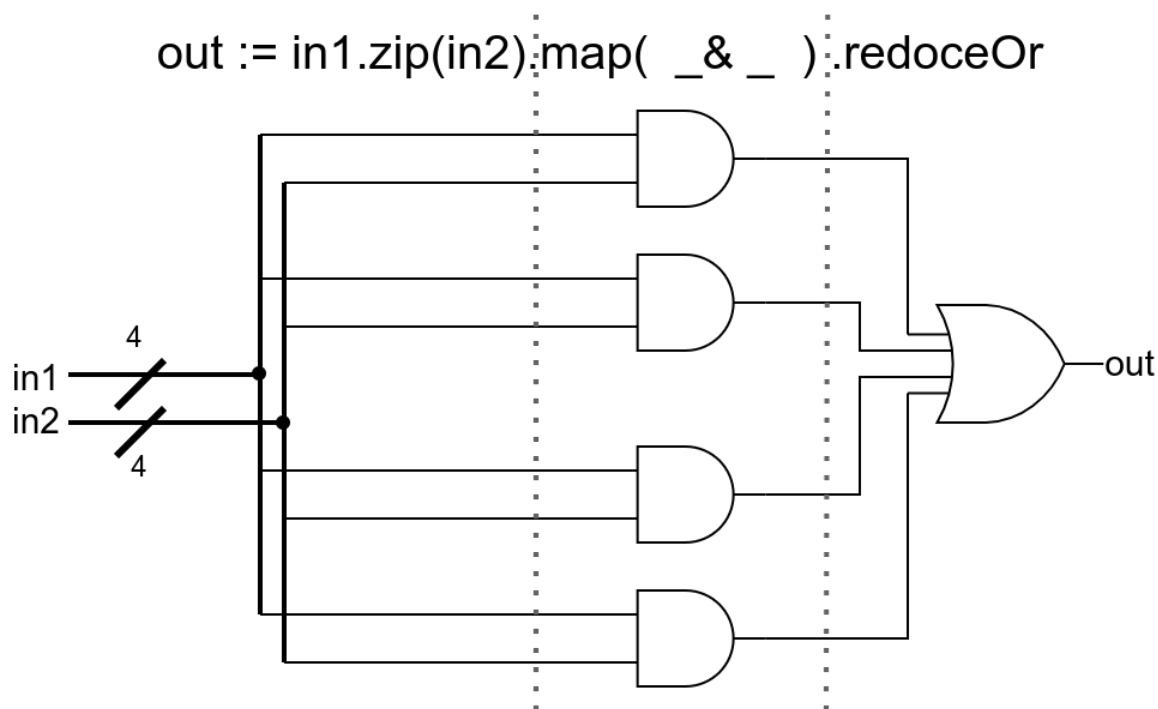 out := in1.zip(in2).map( _& _ ) .redoceOr
4
in1
in2
4
out